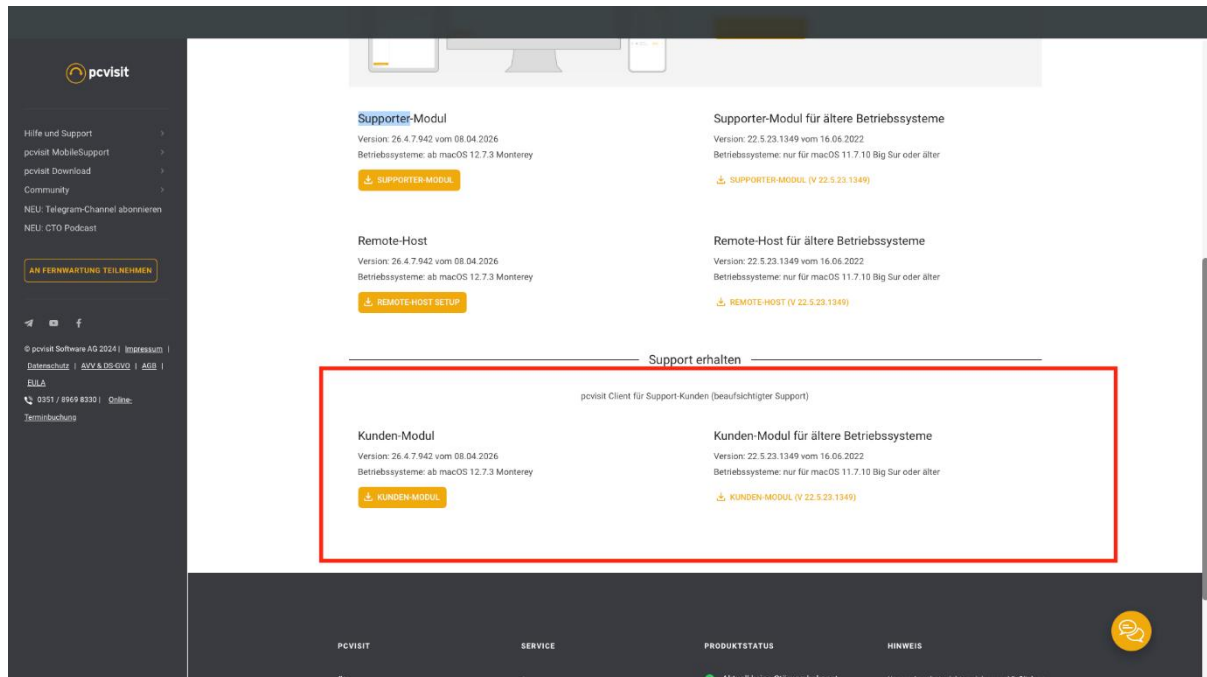 pcvisit
Hilfe und Support
pcvisit MobileSupport
pcvisit Download
Community
NEU: Telegram-Channel abonnieren
NEU: CTO Podcast
AN FERNWARTUNG TEILNEHMEN
© pcvisit Software AG 2024 | Impressum |
Datenschutz | AVV & DS-GVO | AGB |
EULA
0351 / 8969 8330 | Online-
Terminbuchung
Supporter-Modul
Version: 26.4.7.942 vom 08.04.2026
Betriebssysteme: ab macOS 12.7.3 Monterey
SUPPORTER-MODUL
Supporter-Modul für ältere Betriebssysteme
Version: 22.5.23.1349 vom 16.06.2022
Betriebssysteme: nur für macOS 11.7.10 Big Sur oder älter
SUPPORTER-MODUL (V 22.5.23.1349)
Remote-Host
Version: 26.4.7.942 vom 08.04.2026
Betriebssysteme: ab macOS 12.7.3 Monterey
REMOTE-HOST SETUP
Remote-Host für ältere Betriebssysteme
Version: 22.5.23.1349 vom 16.06.2022
Betriebssysteme: nur für macOS 11.7.10 Big Sur oder älter
REMOTE-HOST (V 22.5.23.1349)
Support erhalten
pcvisit Client für Support-Kunden (beaufsichtigter Support)
Kunden-Modul
Version: 26.4.7.942 vom 08.04.2026
Betriebssysteme: ab macOS 12.7.3 Monterey
KUNDEN-MODUL
Kunden-Modul für ältere Betriebssysteme
Version: 22.5.23.1349 vom 16.06.2022
Betriebssysteme: nur für macOS 11.7.10 Big Sur oder älter
KUNDEN-MODUL (V 22.5.23.1349)
PCVISIT
SERVICE
PRODUKTSTATUS
HINWEIS